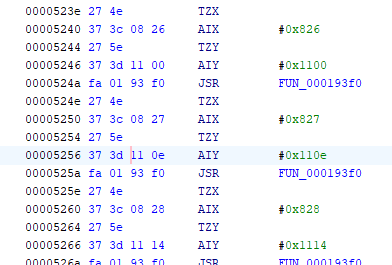 0000523e 27 4e TZX
00005240 37 3c 08 26 AIX #0x826
00005244 27 5e TZY
00005246 37 3d 11 00 AIY #0x1100
0000524a fa 01 93 f0 JSR FUN_000193f0
0000524e 27 4e TZX
00005250 37 3c 08 27 AIX #0x827
00005254 27 5e TZY
00005256 37 3d 11 0e AIY #0x110e
0000525a fa 01 93 f0 JSR FUN_000193f0
0000525e 27 4e TZX
00005260 37 3c 08 28 AIX #0x828
00005264 27 5e TZY
00005266 37 3d 11 14 AIY #0x1114
0000526a fa 01 93 f0 JSR FUN_000193f0